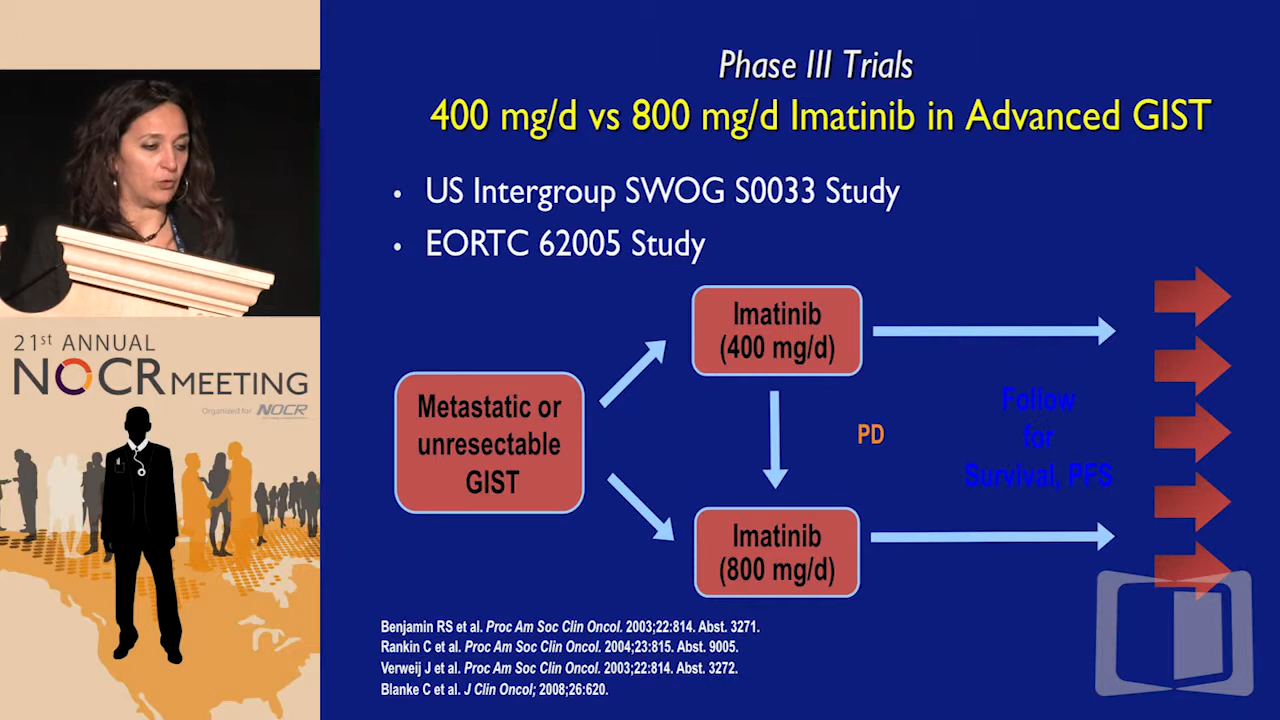 Phase III Trials
400 mg/d vs 800 mg/d Imatinib in Advanced GIST
• US Intergroup SWOG S0033 Study
• EORTC 62005 Study
Imatinib
(400 mg/d)
Metastatic or
unresectable
GIST
PD
Follow
for
Survival, PFS
Imatinib
(800 mg/d)
Benjamin RS et al. Proc Am Soc Clin Oncol. 2003;22:814. Abst. 3271.
Rankin C et al. Proc Am Soc Clin Oncol. 2004;23:815. Abst. 9005.
Verweij J et al. Proc Am Soc Clin Oncol. 2003;22:814. Abst. 3272.
Blanke C et al. J Clin Oncol; 2008;26:620.
21st ANNUAL
NOCR MEETING
Organized for NOCR